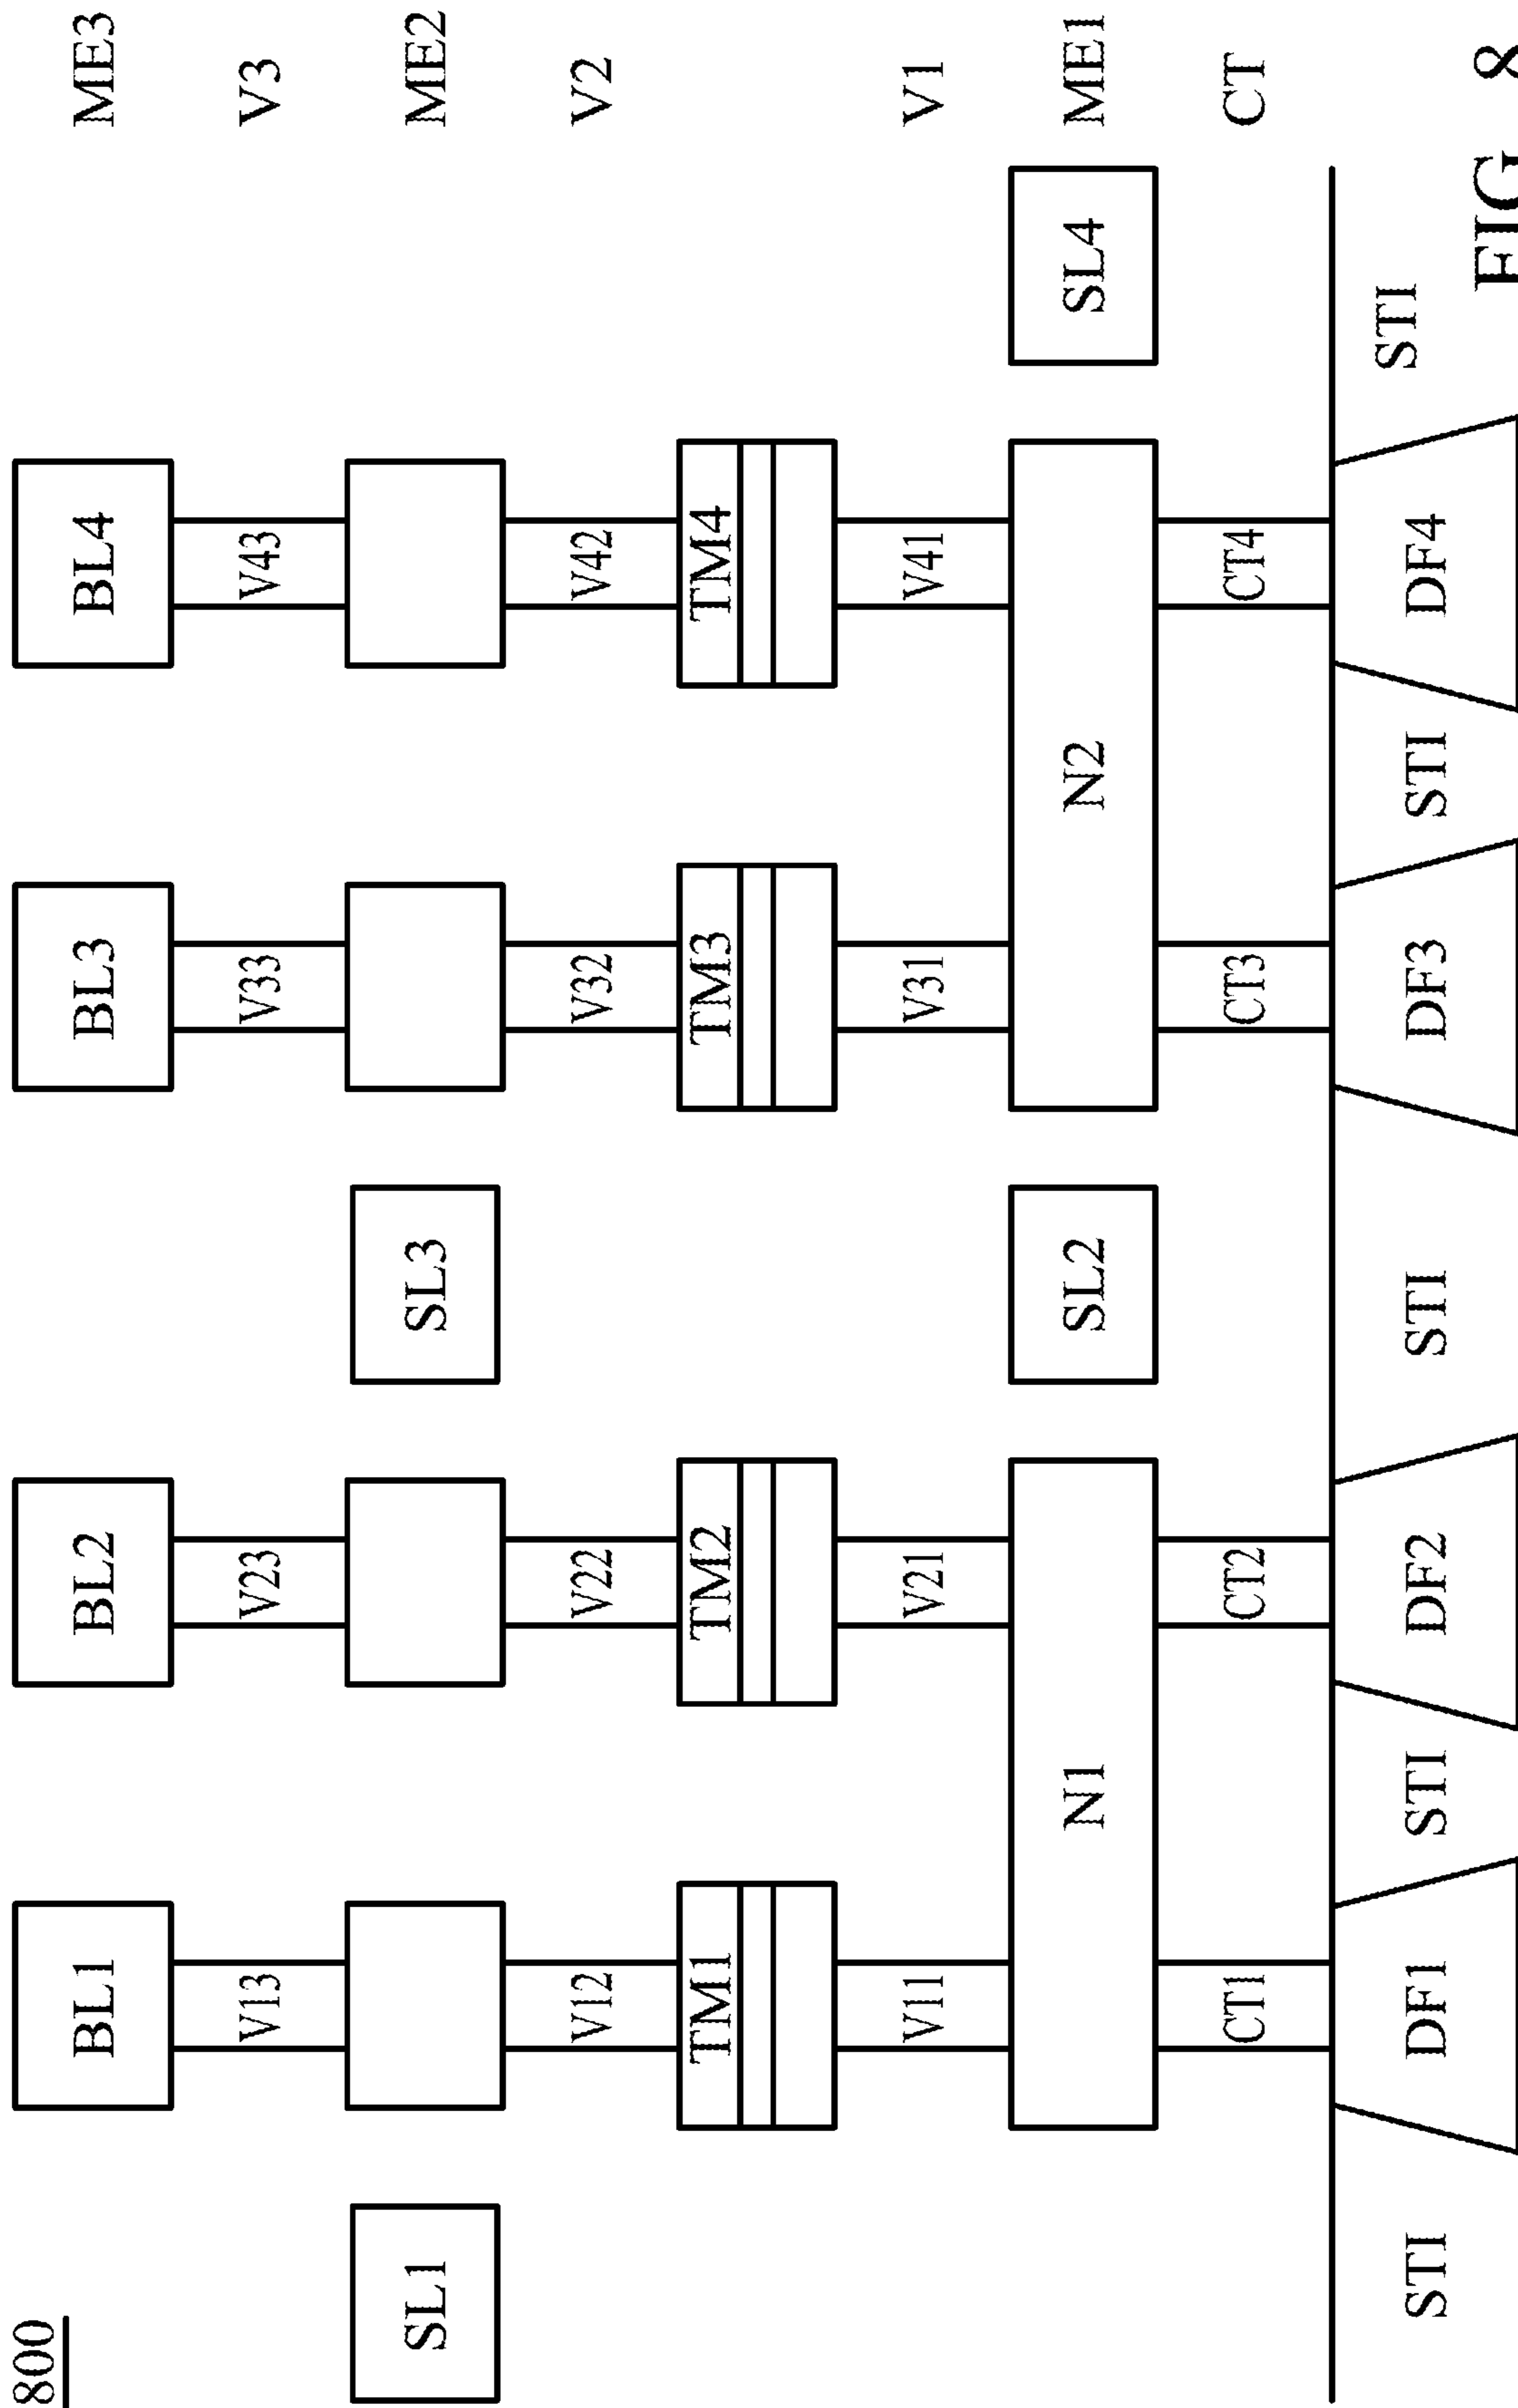 800
BL1 BL2 BL3 BL4 ME3
V13 V23 V33 V43 V3
SL1 SL3 ME2
V12 V22 V32 V42 V2
TM1 TM2 TM3 TM4
V11 V21 V31 V41 V1
N1 SL2 N2 SL4 ME1
CT1 CT2 CT3 CT4 CT
STI DF1 STI DF2 STI DF3 STI DF4 STI
FIG 8